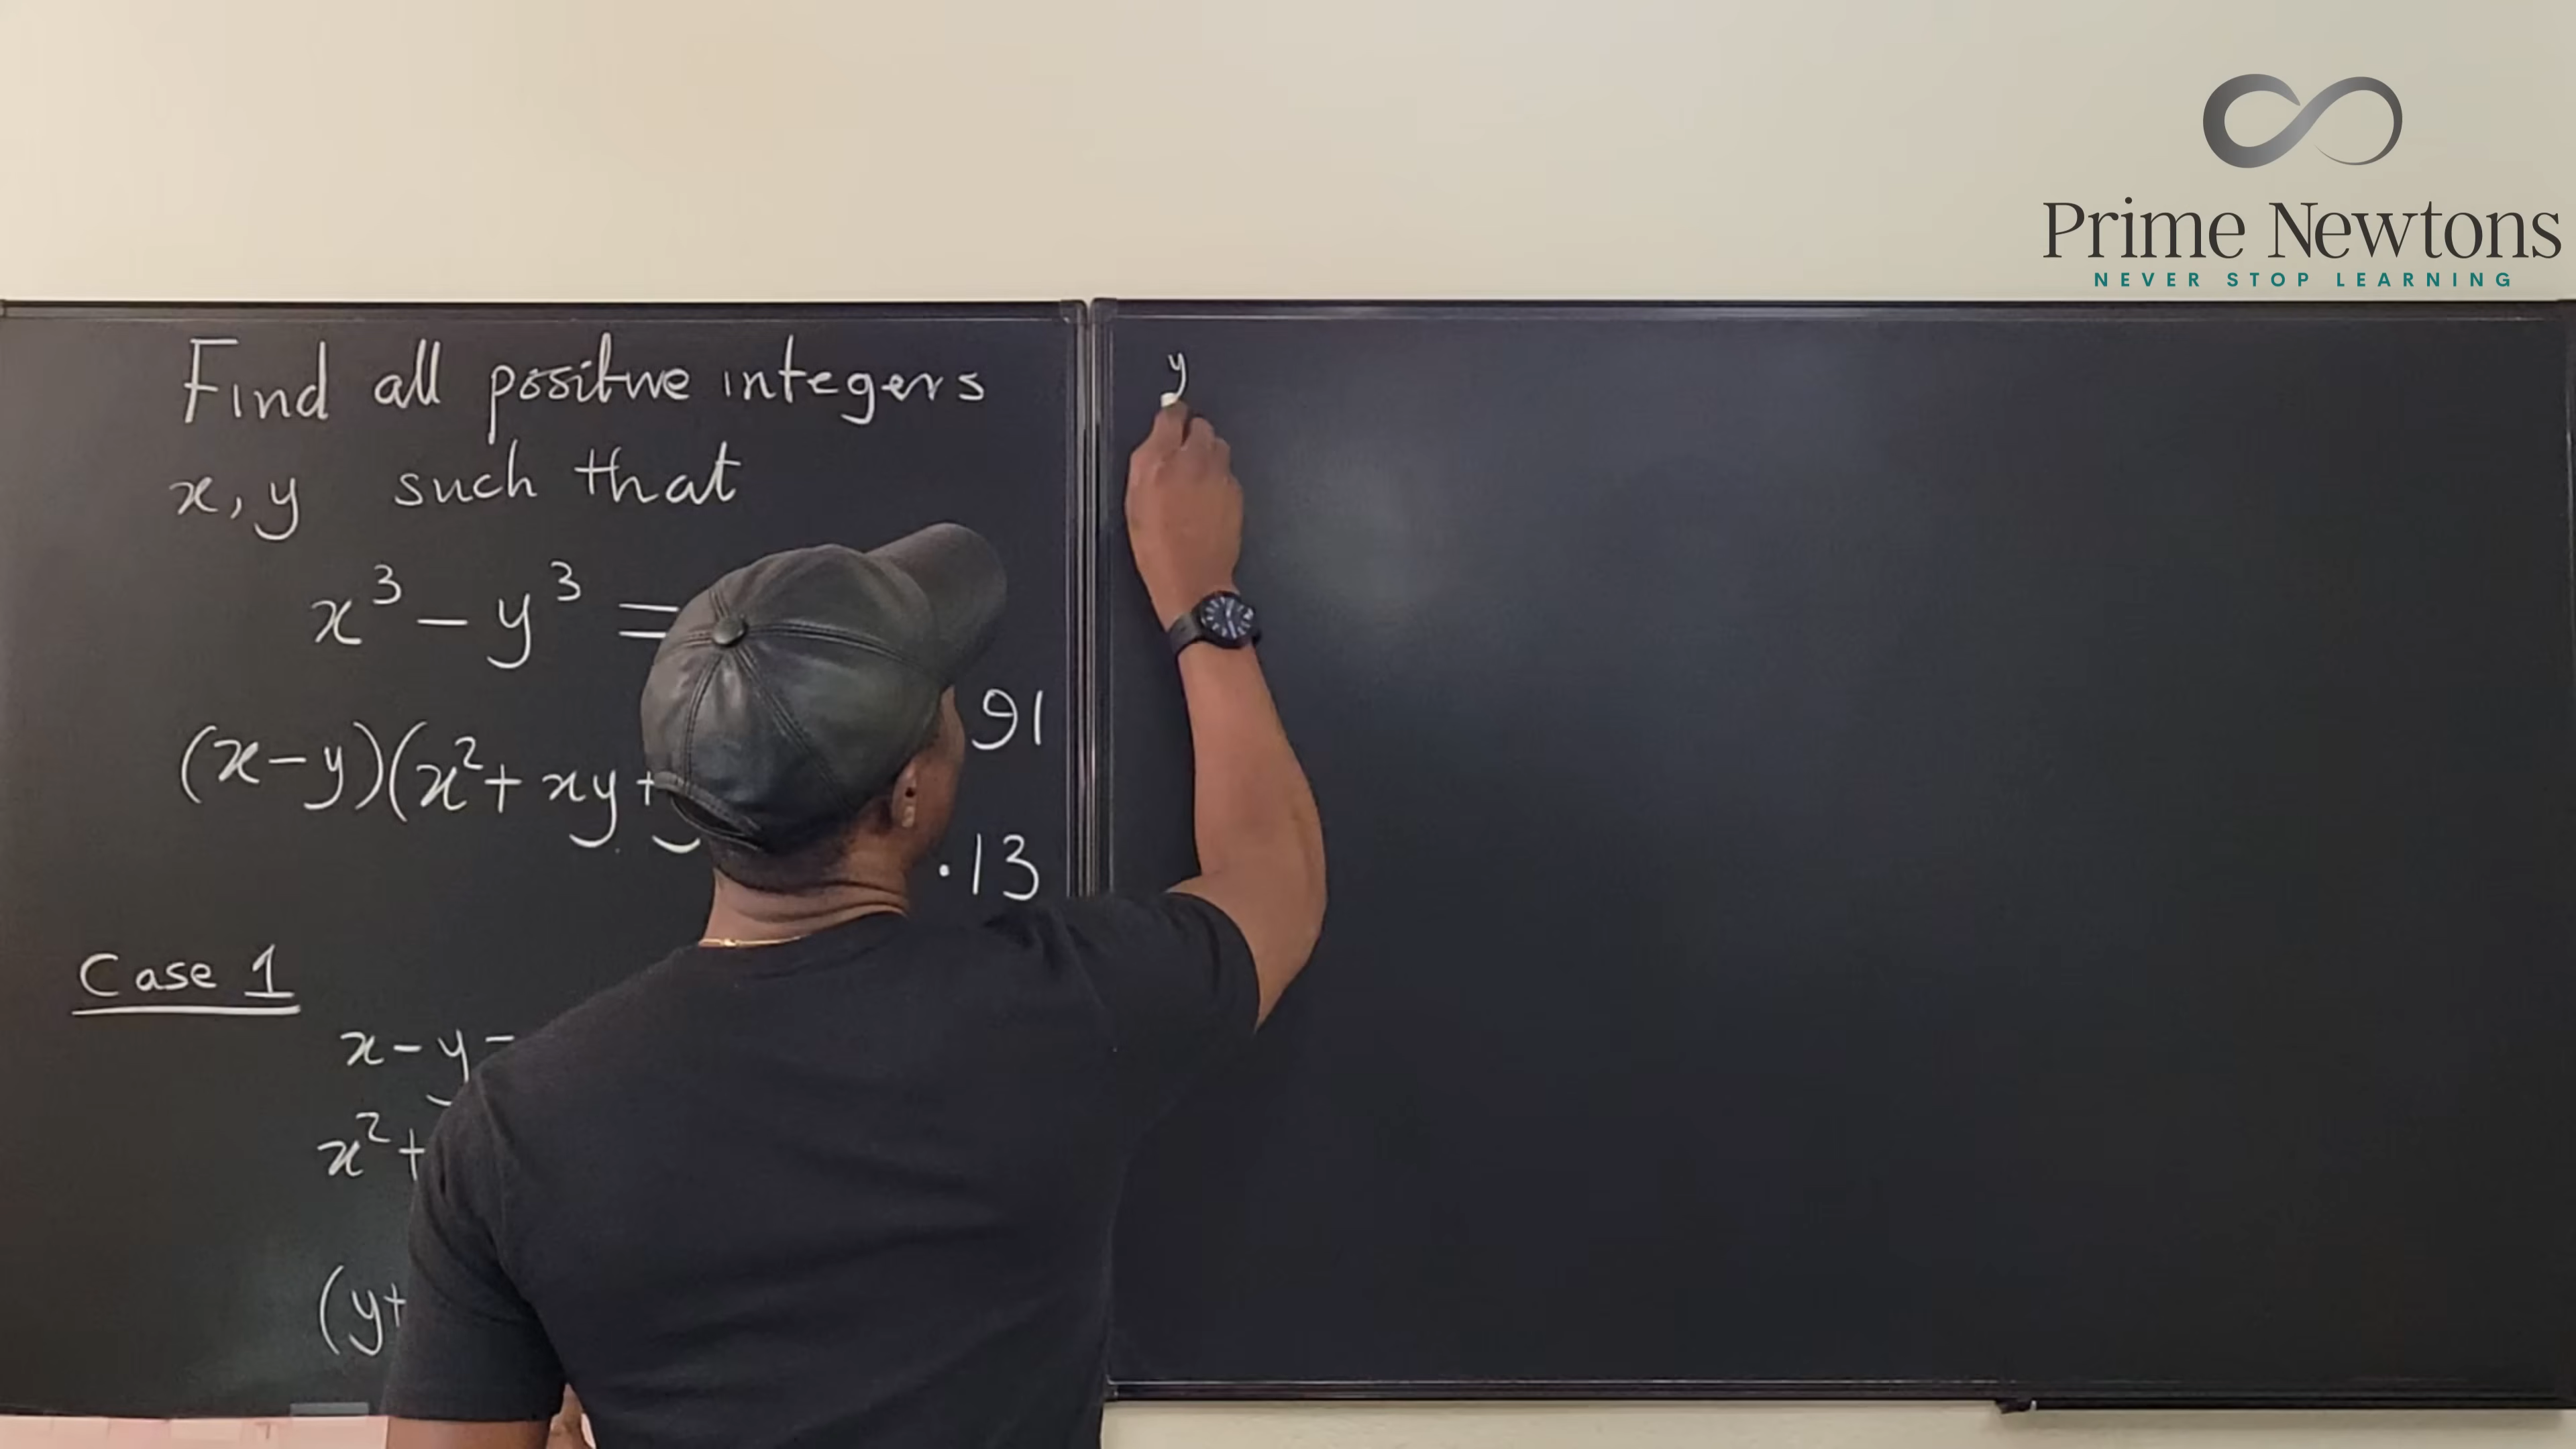 Find all positive integers
x, y such that
x³ - y³ =
91
(x-y)(x² + xy +
·13
Case 1
x - y
x² +
(y+
y
Prime Newtons
NEVER STOP LEARNING